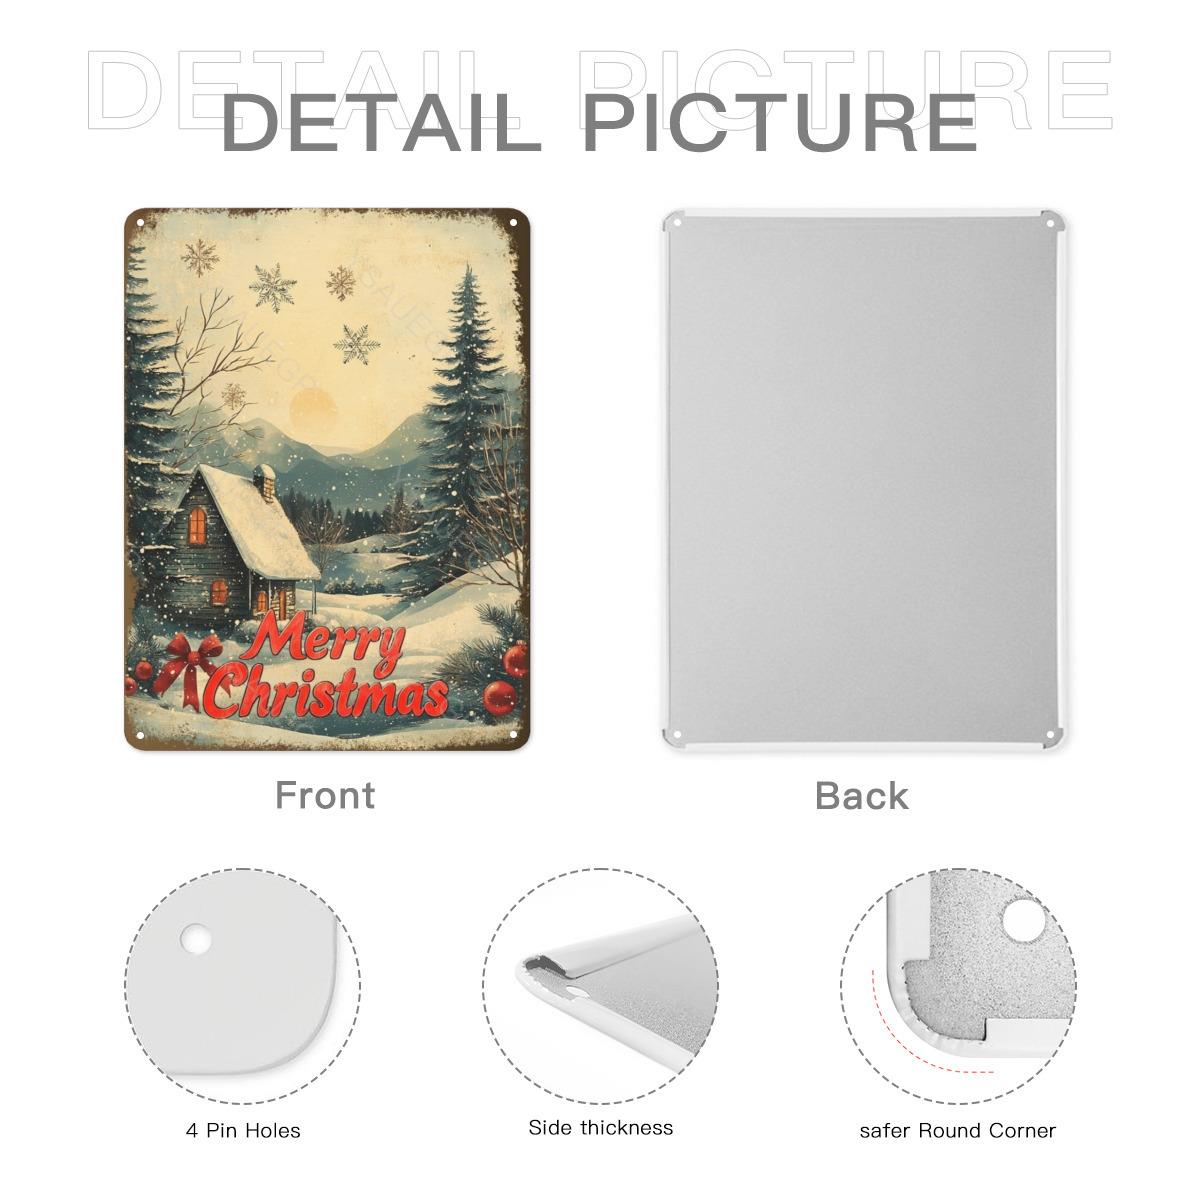 DETAIL PICTURE
DETAIL PICTURE
Merry
Christmas
Front
Back
4 Pin Holes
Side thickness
safer Round Corner